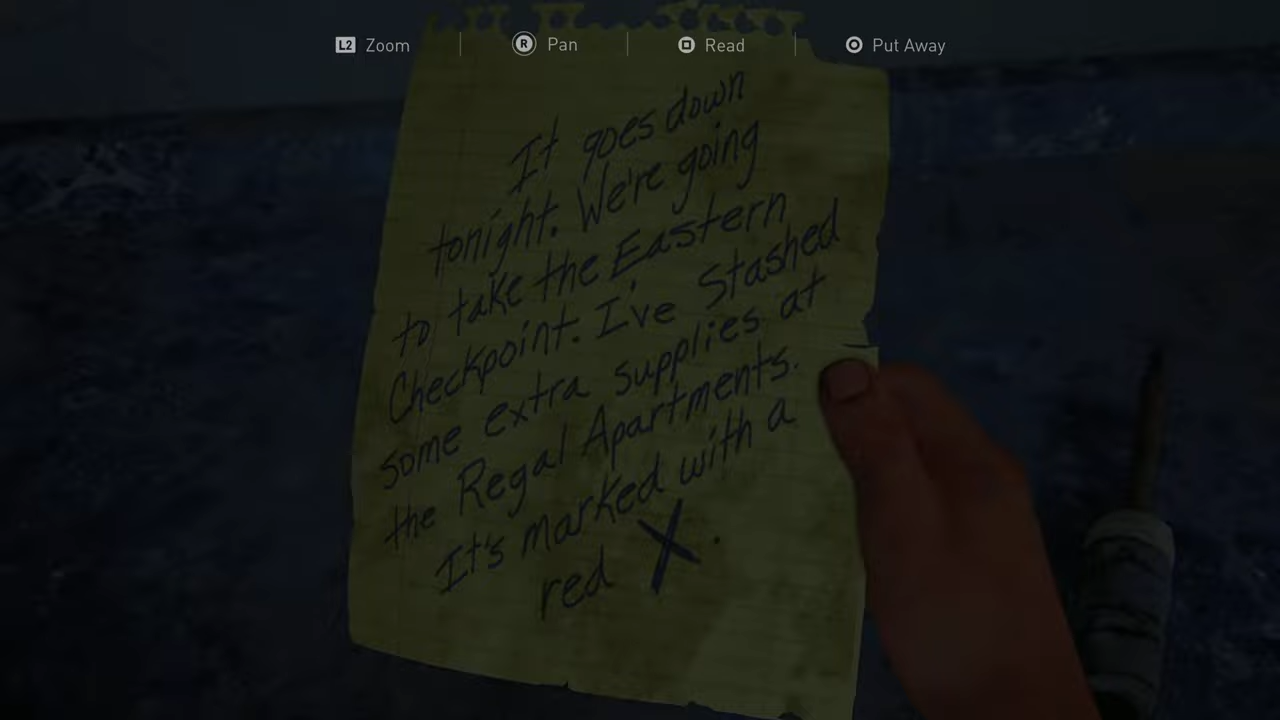 L2 Zoom R Pan Read Put Away
It goes down
tonight. We're going
to take the Eastern
Checkpoint. I've Stashed
some extra supplies at
the Regal Apartments.
It's marked with a
red X.